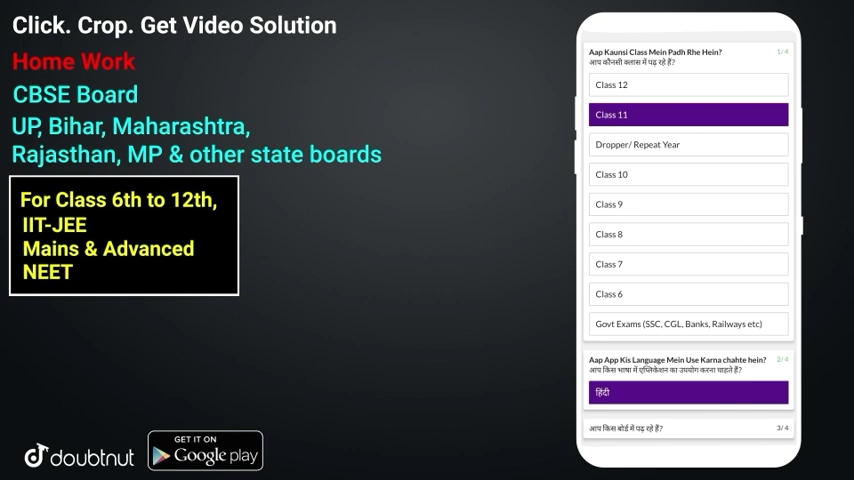 Click. Crop. Get Video Solution
Home Work
CBSE Board
UP, Bihar, Maharashtra,
Rajasthan, MP & other state boards
For Class 6th to 12th,
IIT-JEE
Mains & Advanced
NEET
doubtnut
GET IT ON
Google play
Aap Kaunsi Class Mein Padh Rhe Hein? 1/4
आप कौनसी क्लास में पढ़ रहे हैं?
Class 12
Class 11
Dropper/ Repeat Year
Class 10
Class 9
Class 8
Class 7
Class 6
Govt Exams (SSC, CGL, Banks, Railways etc)
Aap App Kis Language Mein Use Karna chahte hein? 2/4
आप किस भाषा में एप्लिकेशन का उपयोग करना चाहते हैं?
हिंदी
आप किस बोर्ड में पढ़ रहे हैं? 3/4